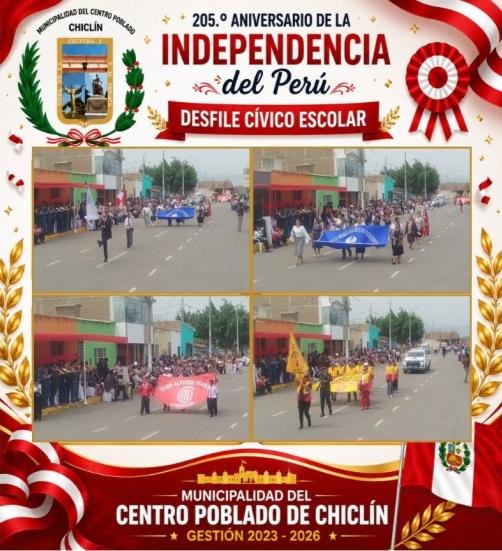 MUNICIPALIDAD DEL CENTRO POBLADO
CHICLÍN
205.° ANIVERSARIO DE LA
INDEPENDENCIA
del Perú
DESFILE CÍVICO ESCOLAR
MUNICIPALIDAD DEL
CENTRO POBLADO DE CHICLÍN
★ GESTIÓN 2023 - 2026 ★